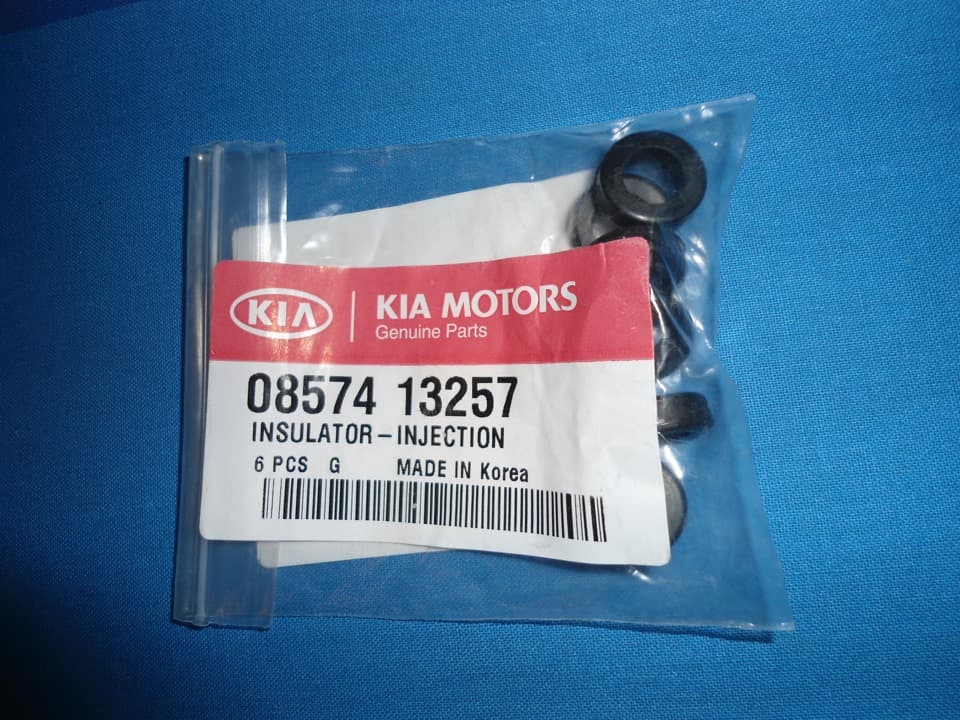 KIA
KIA MOTORS
Genuine Parts
08574 13257
INSULATOR-INJECTION
6 PCS G MADE IN Korea